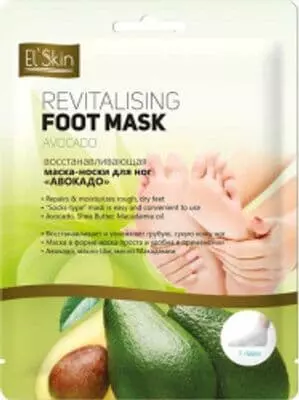 El'Skin
REVITALISING
FOOT MASK
AVOCADO
восстанавливающая
маска-носки для ног
«АВОКАДО»
• Repairs & moisturizes rough, dry feet
• "Socks-type" mask is easy and convenient to use
• Avocado, Shea Butter, Macadamia oil
• Восстанавливает и увлажняет грубую, сухую кожу ног
• Маска в форме носка проста и удобна в применении
• Авокадо, масло Ши, масло Макадамии